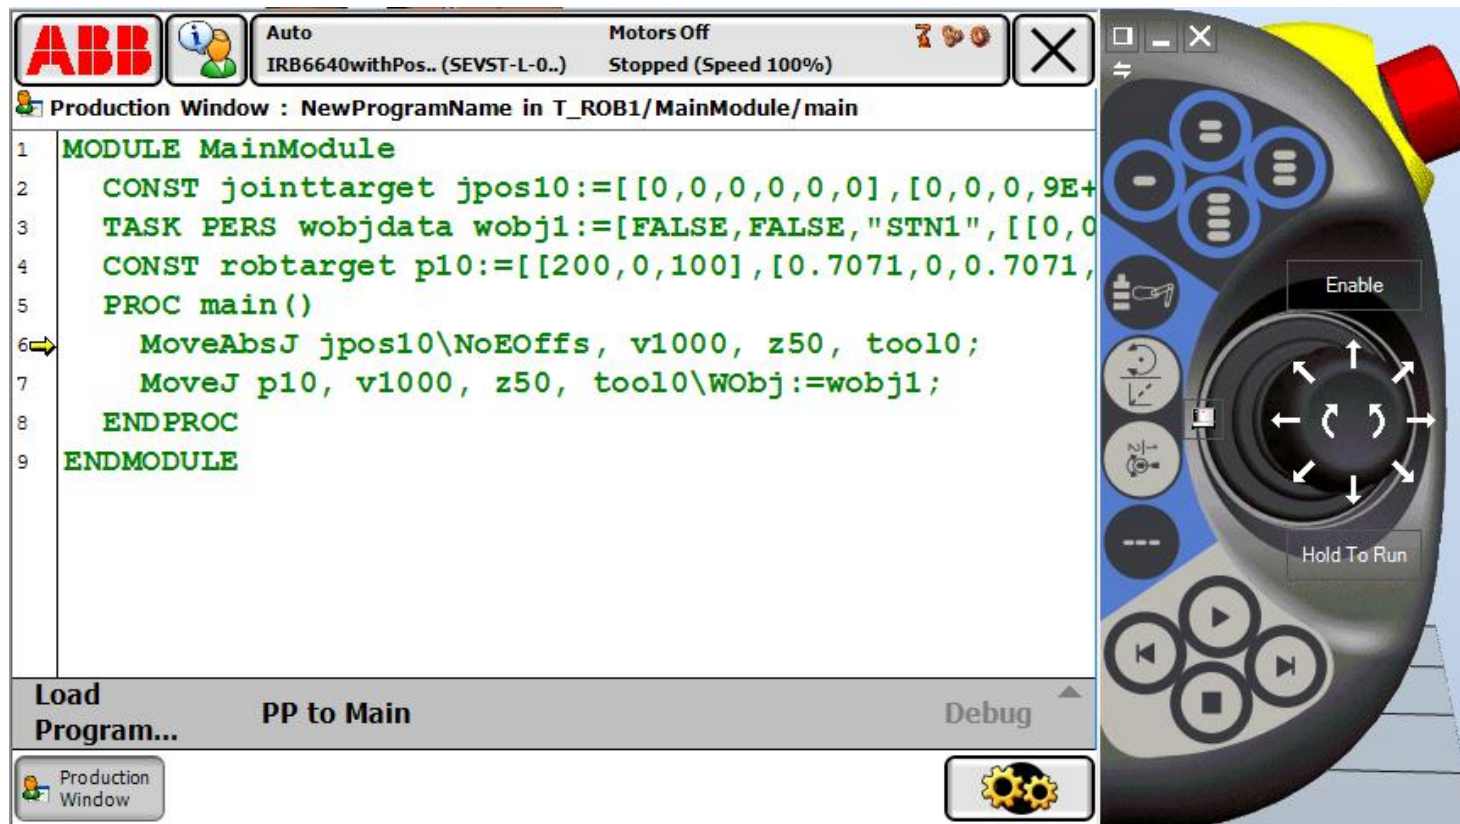 ABB
Auto
Motors Off
IRB6640withPos.. (SEVST-L-0..)
Stopped (Speed 100%)
Production Window : NewProgramName in T_ROB1/MainModule/main
1 MODULE MainModule
2 CONST jointtarget jpos10:=[[0,0,0,0,0,0],[0,0,0,9E+
3 TASK PERS wobjdata wobj1:=[FALSE,FALSE,"STN1",[[0,0
4 CONST robtarget p10:=[[200,0,100],[0.7071,0,0.7071,
5 PROC main()
6 MoveAbsJ jpos10\NoEOffs, v1000, z50, tool0;
7 MoveJ p10, v1000, z50, tool0\WObj:=wobj1;
8 ENDPROC
9 ENDMODULE
Load
Program...
PP to Main
Debug
Production
Window
Enable
Hold To Run